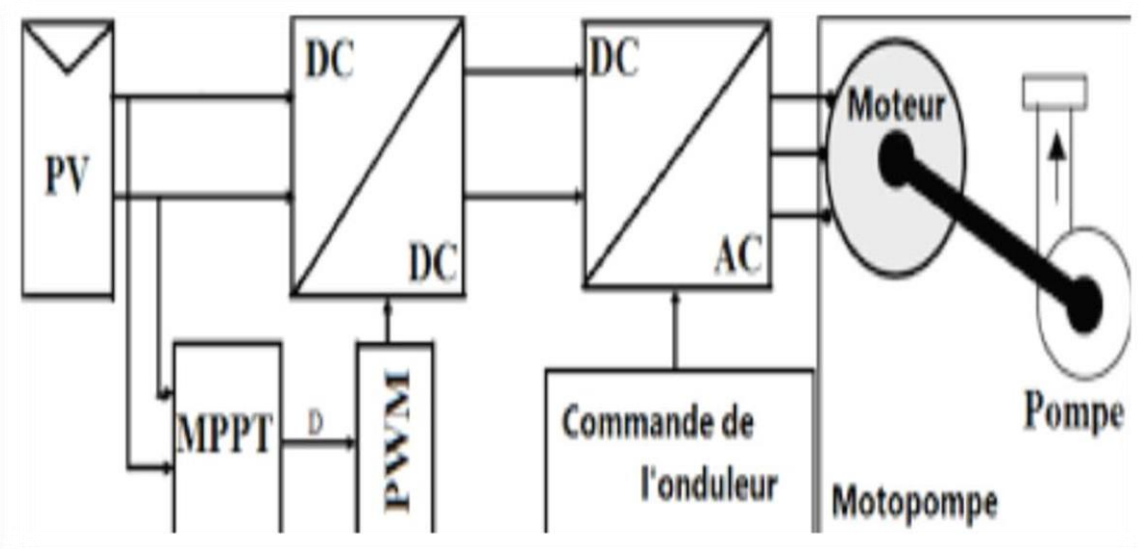 PV
DC
DC
DC
AC
Moteur
Pompe
MPPT
D
PWM
Commande de
l'onduleur
Motopompe